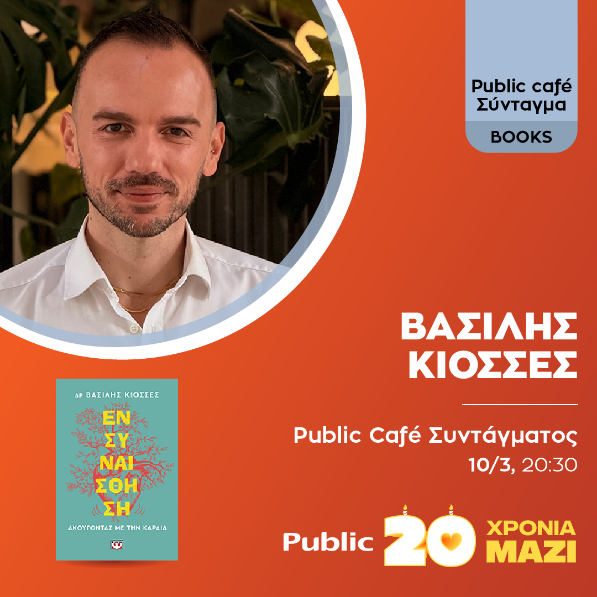 Public café
Σύνταγμα
BOOKS
ΒΑΣΙΛΗΣ
ΚΙΟΣΣΕΣ
Public Café Συντάγματος
10/3, 20:30
Δρ ΒΑΣΙΛΗΣ ΚΙΟΣΣΕΣ
ΕΝ
ΣΥ
ΝΑΙ
ΣΘΗ
ΣΗ
ΑΚΟΥΓΟΝΤΑΣ ΜΕ ΤΗΝ ΚΑΡΔΙΑ
Public 20 ΧΡΟΝΙΑ
ΜΑΖΙ